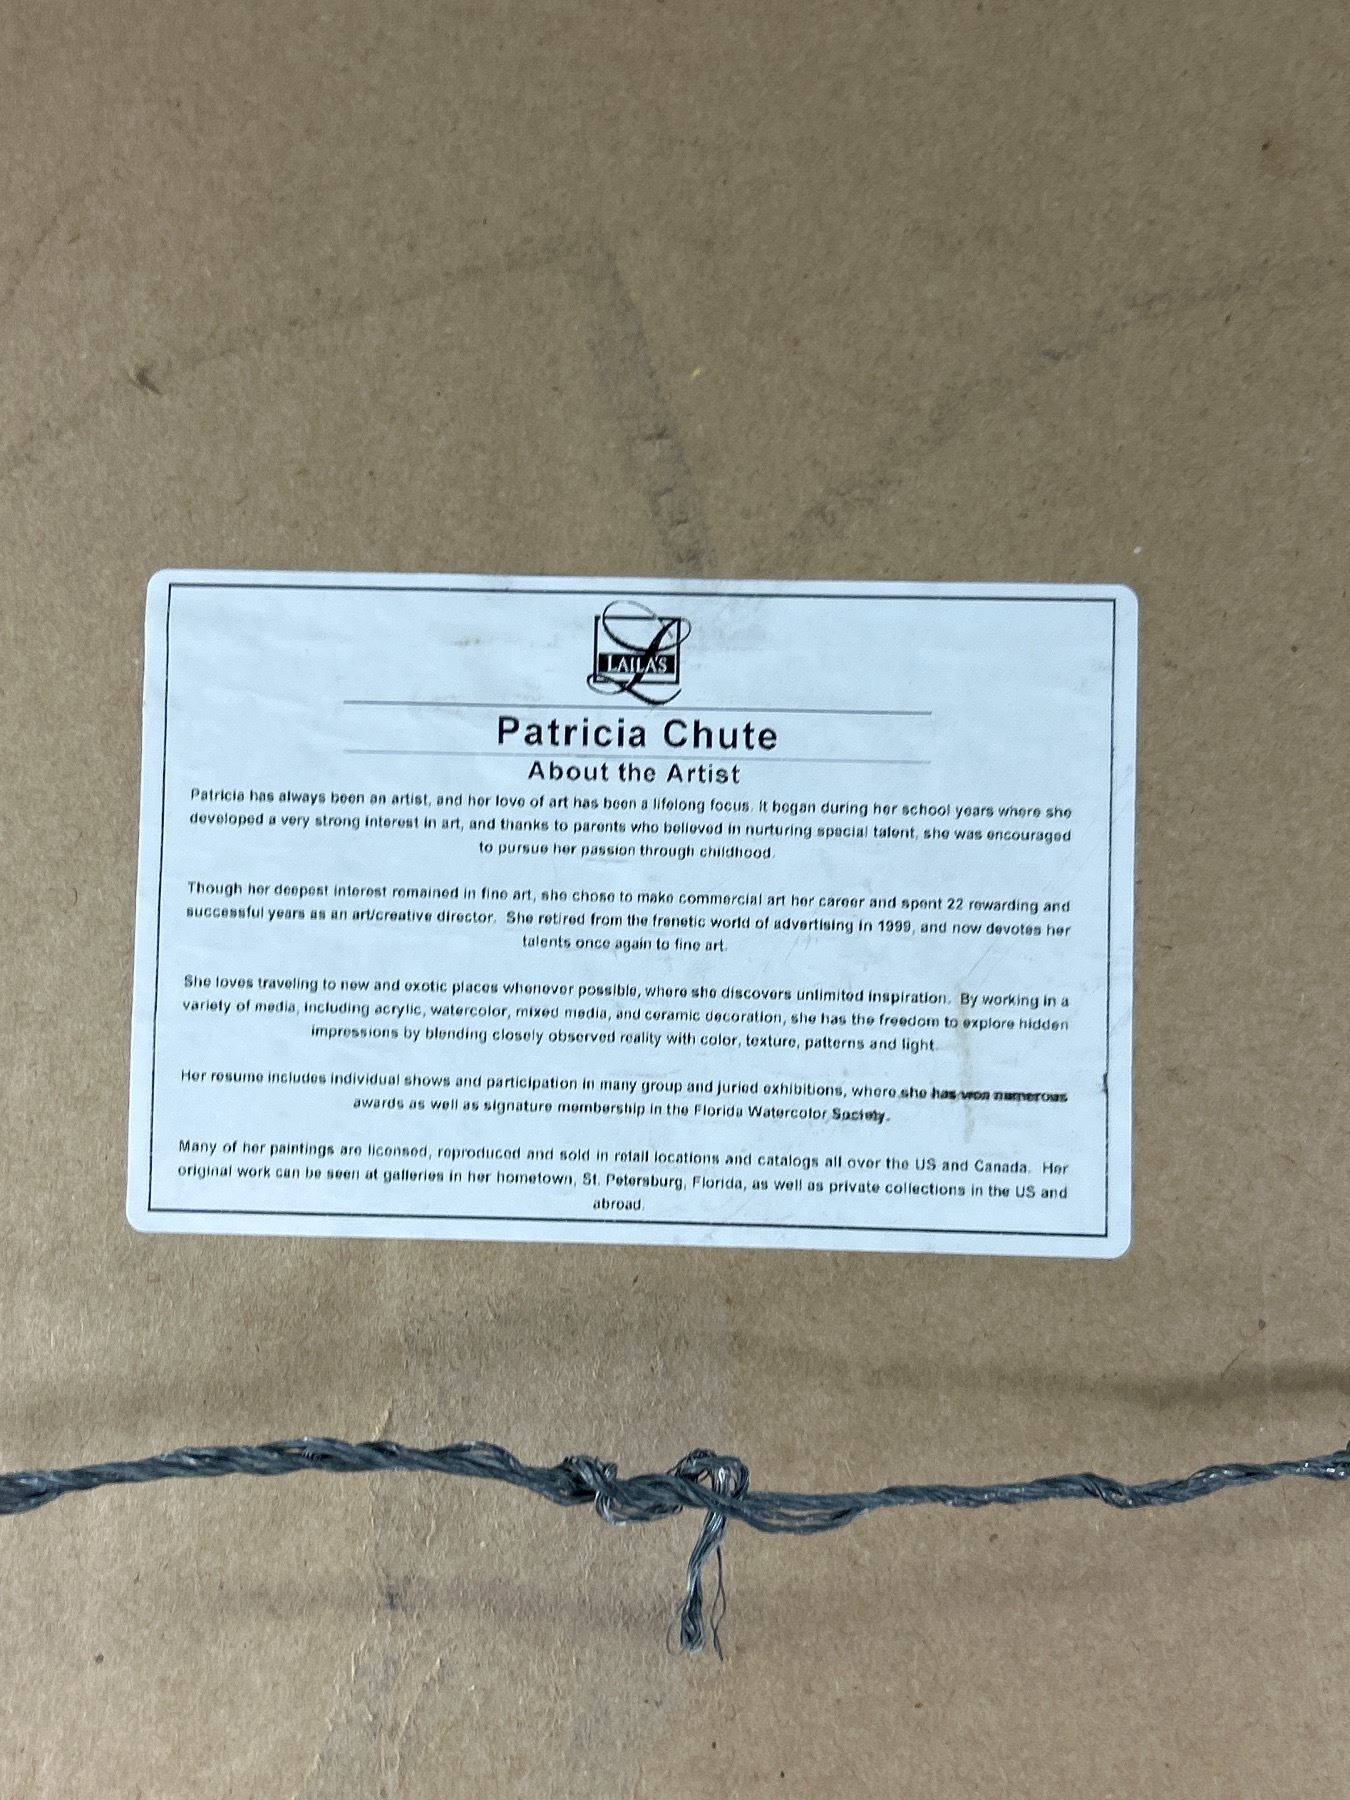 LAILA'S
Patricia Chute
About the Artist
Patricia has always been an artist, and her love of art has been a lifelong focus. It began during her school years where she
developed a very strong interest in art, and thanks to parents who believed in nurturing special talent, she was encouraged
to pursue her passion through childhood.
Though her deepest interest remained in fine art, she chose to make commercial art her career and spent 22 rewarding and
successful years as an art/creative director. She retired from the frenetic world of advertising in 1999, and now devotes her
talents once again to fine art.
She loves traveling to new and exotic places whenever possible, where she discovers unlimited inspiration. By working in a
variety of media, including acrylic, watercolor, mixed media, and ceramic decoration, she has the freedom to explore hidden
impressions by blending closely observed reality with color, texture, patterns and light.
Her resume includes individual shows and participation in many group and juried exhibitions, where she has won numerous
awards as well as signature membership in the Florida Watercolor Society.
Many of her paintings are licensed, reproduced and sold in retail locations and catalogs all over the US and Canada. Her
original work can be seen at galleries in her hometown, St. Petersburg, Florida, as well as private collections in the US and
abroad.